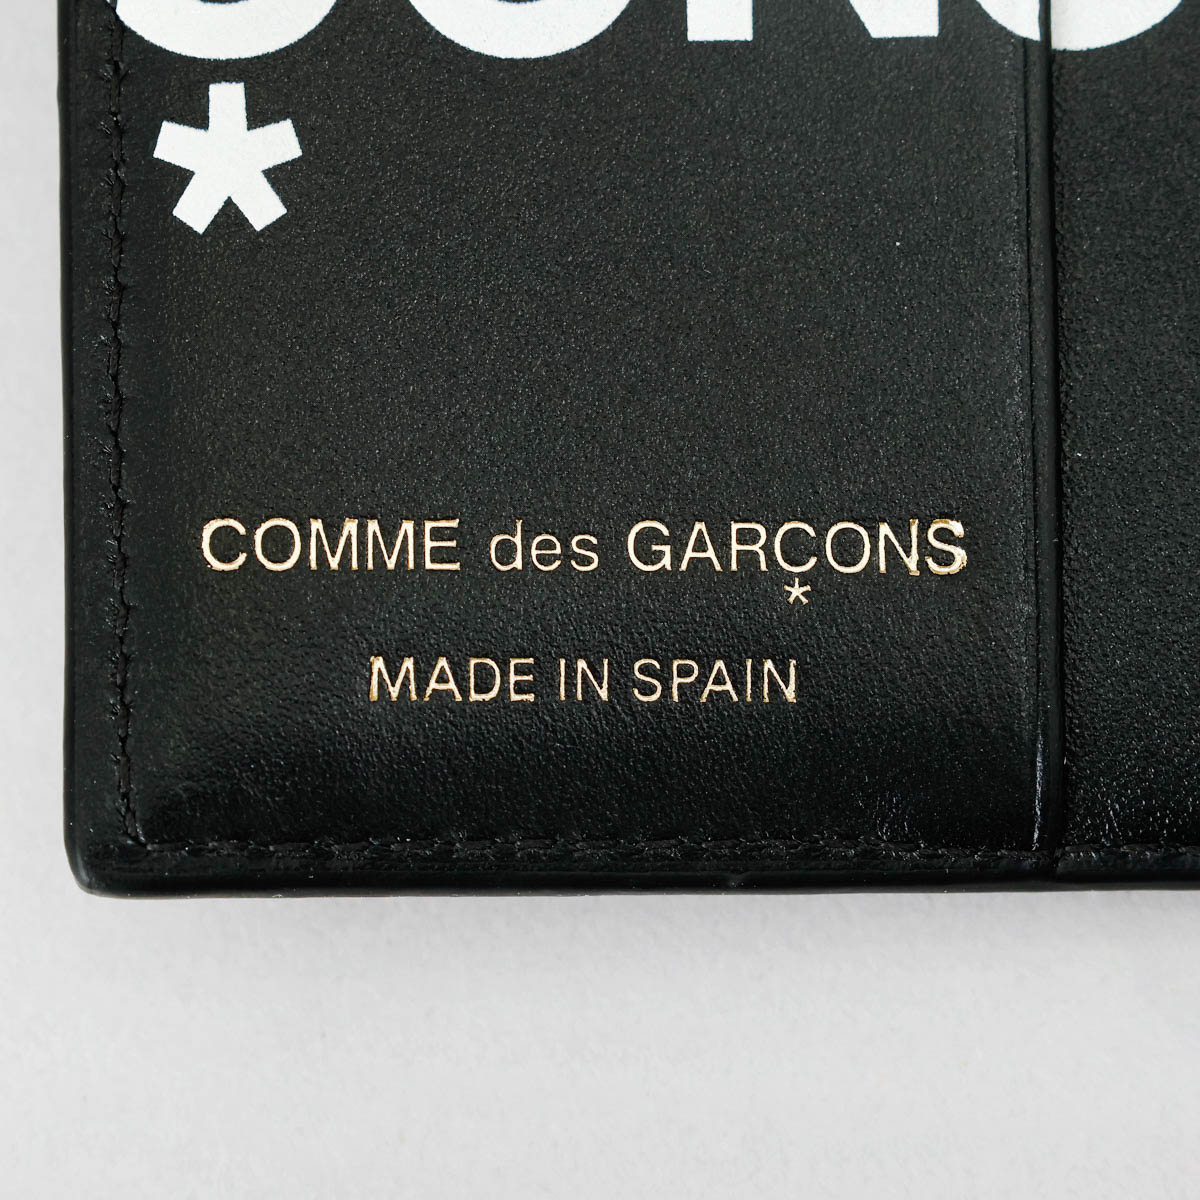 *
COMME des GARÇONS
*
MADE IN SPAIN